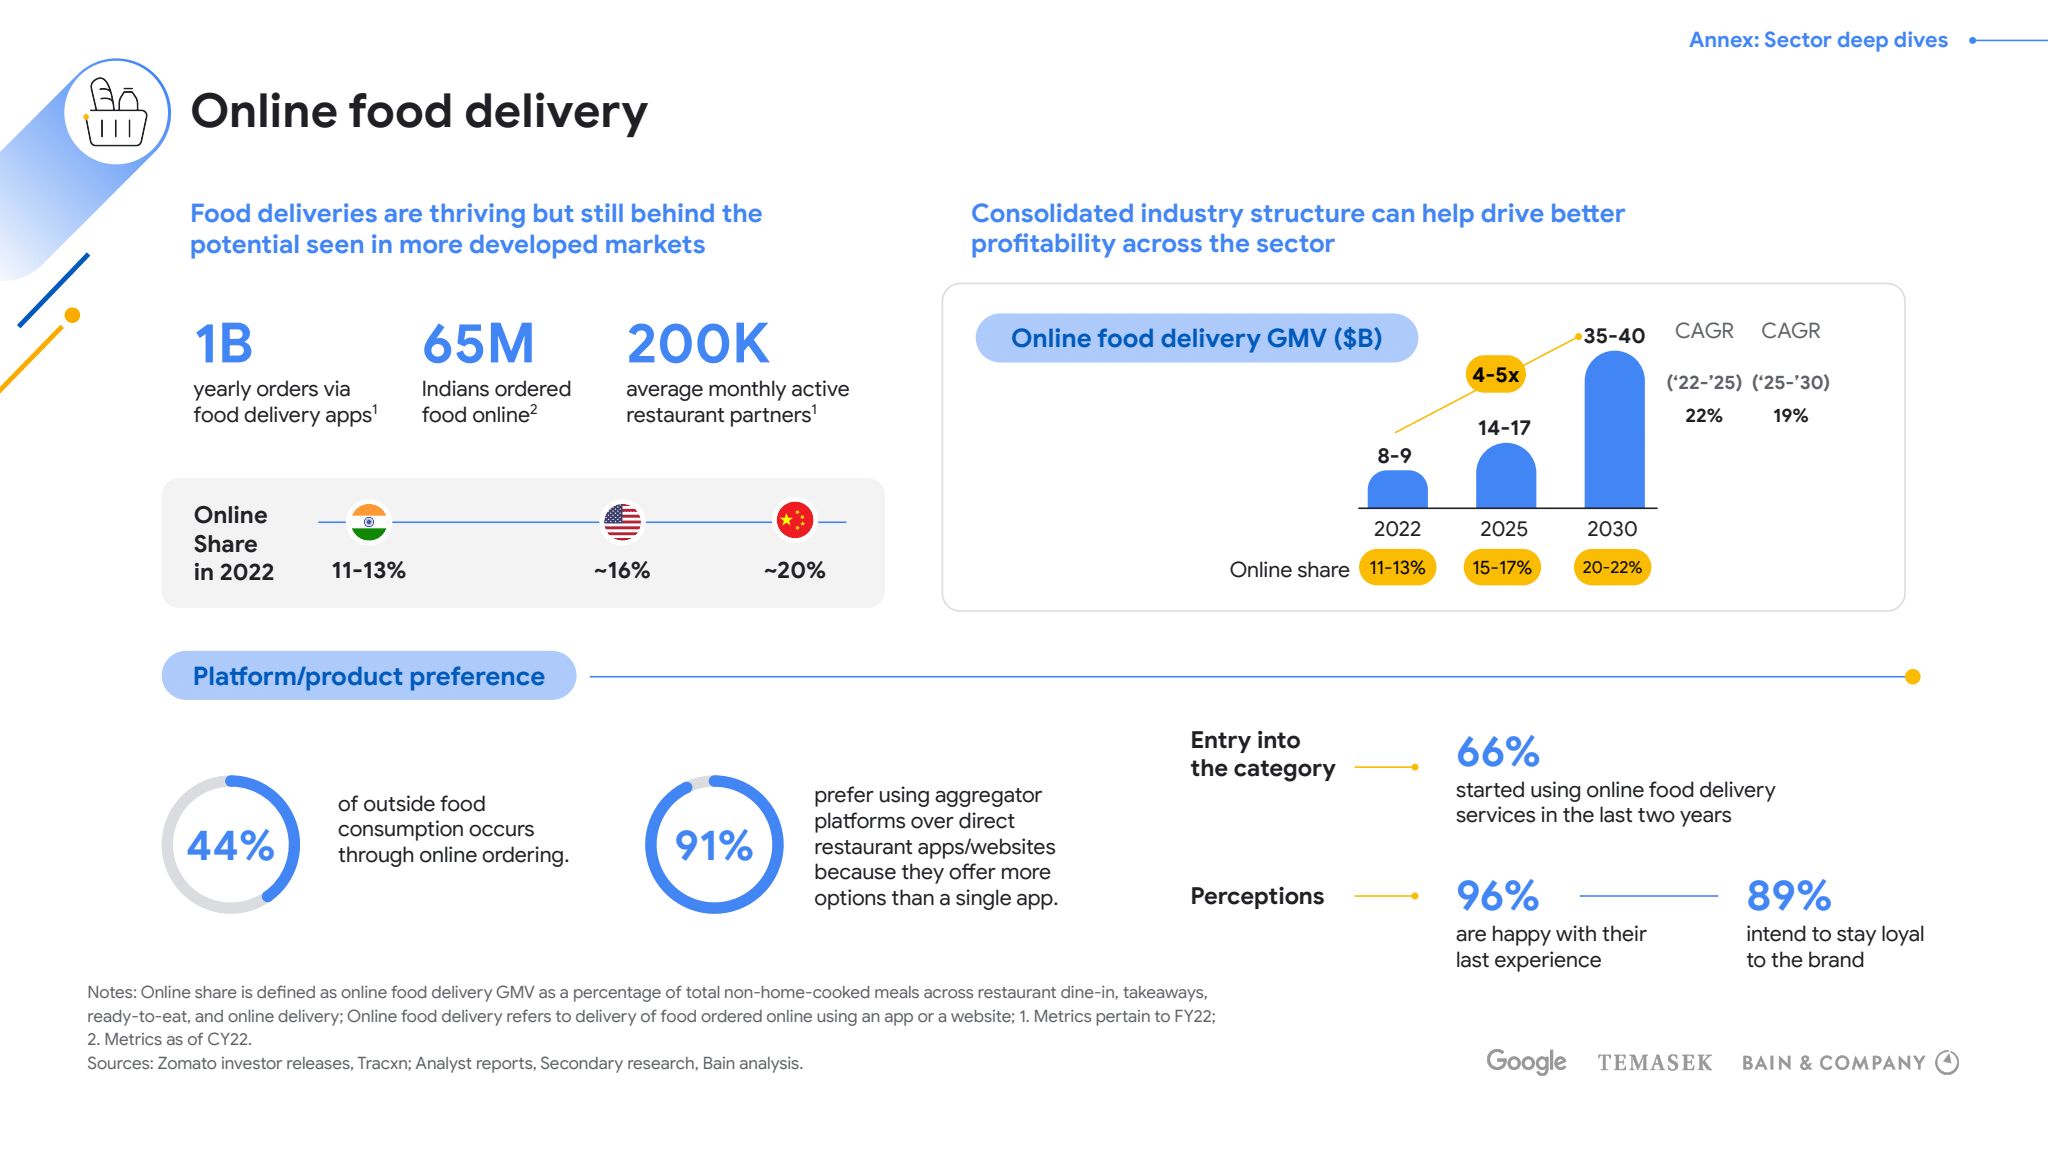 Annex: Sector deep dives
Online food delivery
Food deliveries are thriving but still behind the
potential seen in more developed markets
1B
yearly orders via
food delivery apps¹
65M
Indians ordered
food online²
200K
average monthly active
restaurant partners¹
Online
Share
in 2022
11-13%
~16%
~20%
Consolidated industry structure can help drive better
profitability across the sector
Online food delivery GMV ($B)
4-5x
8-9
14-17
35-40
CAGR CAGR
(‘22-’25) (‘25-’30)
22% 19%
2022 2025 2030
Online share 11-13% 15-17% 20-22%
Platform/product preference
44%
of outside food
consumption occurs
through online ordering.
91%
prefer using aggregator
platforms over direct
restaurant apps/websites
because they offer more
options than a single app.
Entry into
the category
66%
started using online food delivery
services in the last two years
Perceptions
96%
are happy with their
last experience
89%
intend to stay loyal
to the brand
Notes: Online share is defined as online food delivery GMV as a percentage of total non-home-cooked meals across restaurant dine-in, takeaways,
ready-to-eat, and online delivery; Online food delivery refers to delivery of food ordered online using an app or a website; 1. Metrics pertain to FY22;
2. Metrics as of CY22.
Sources: Zomato investor releases, Tracxn; Analyst reports, Secondary research, Bain analysis.
Google TEMASEK BAIN & COMPANY